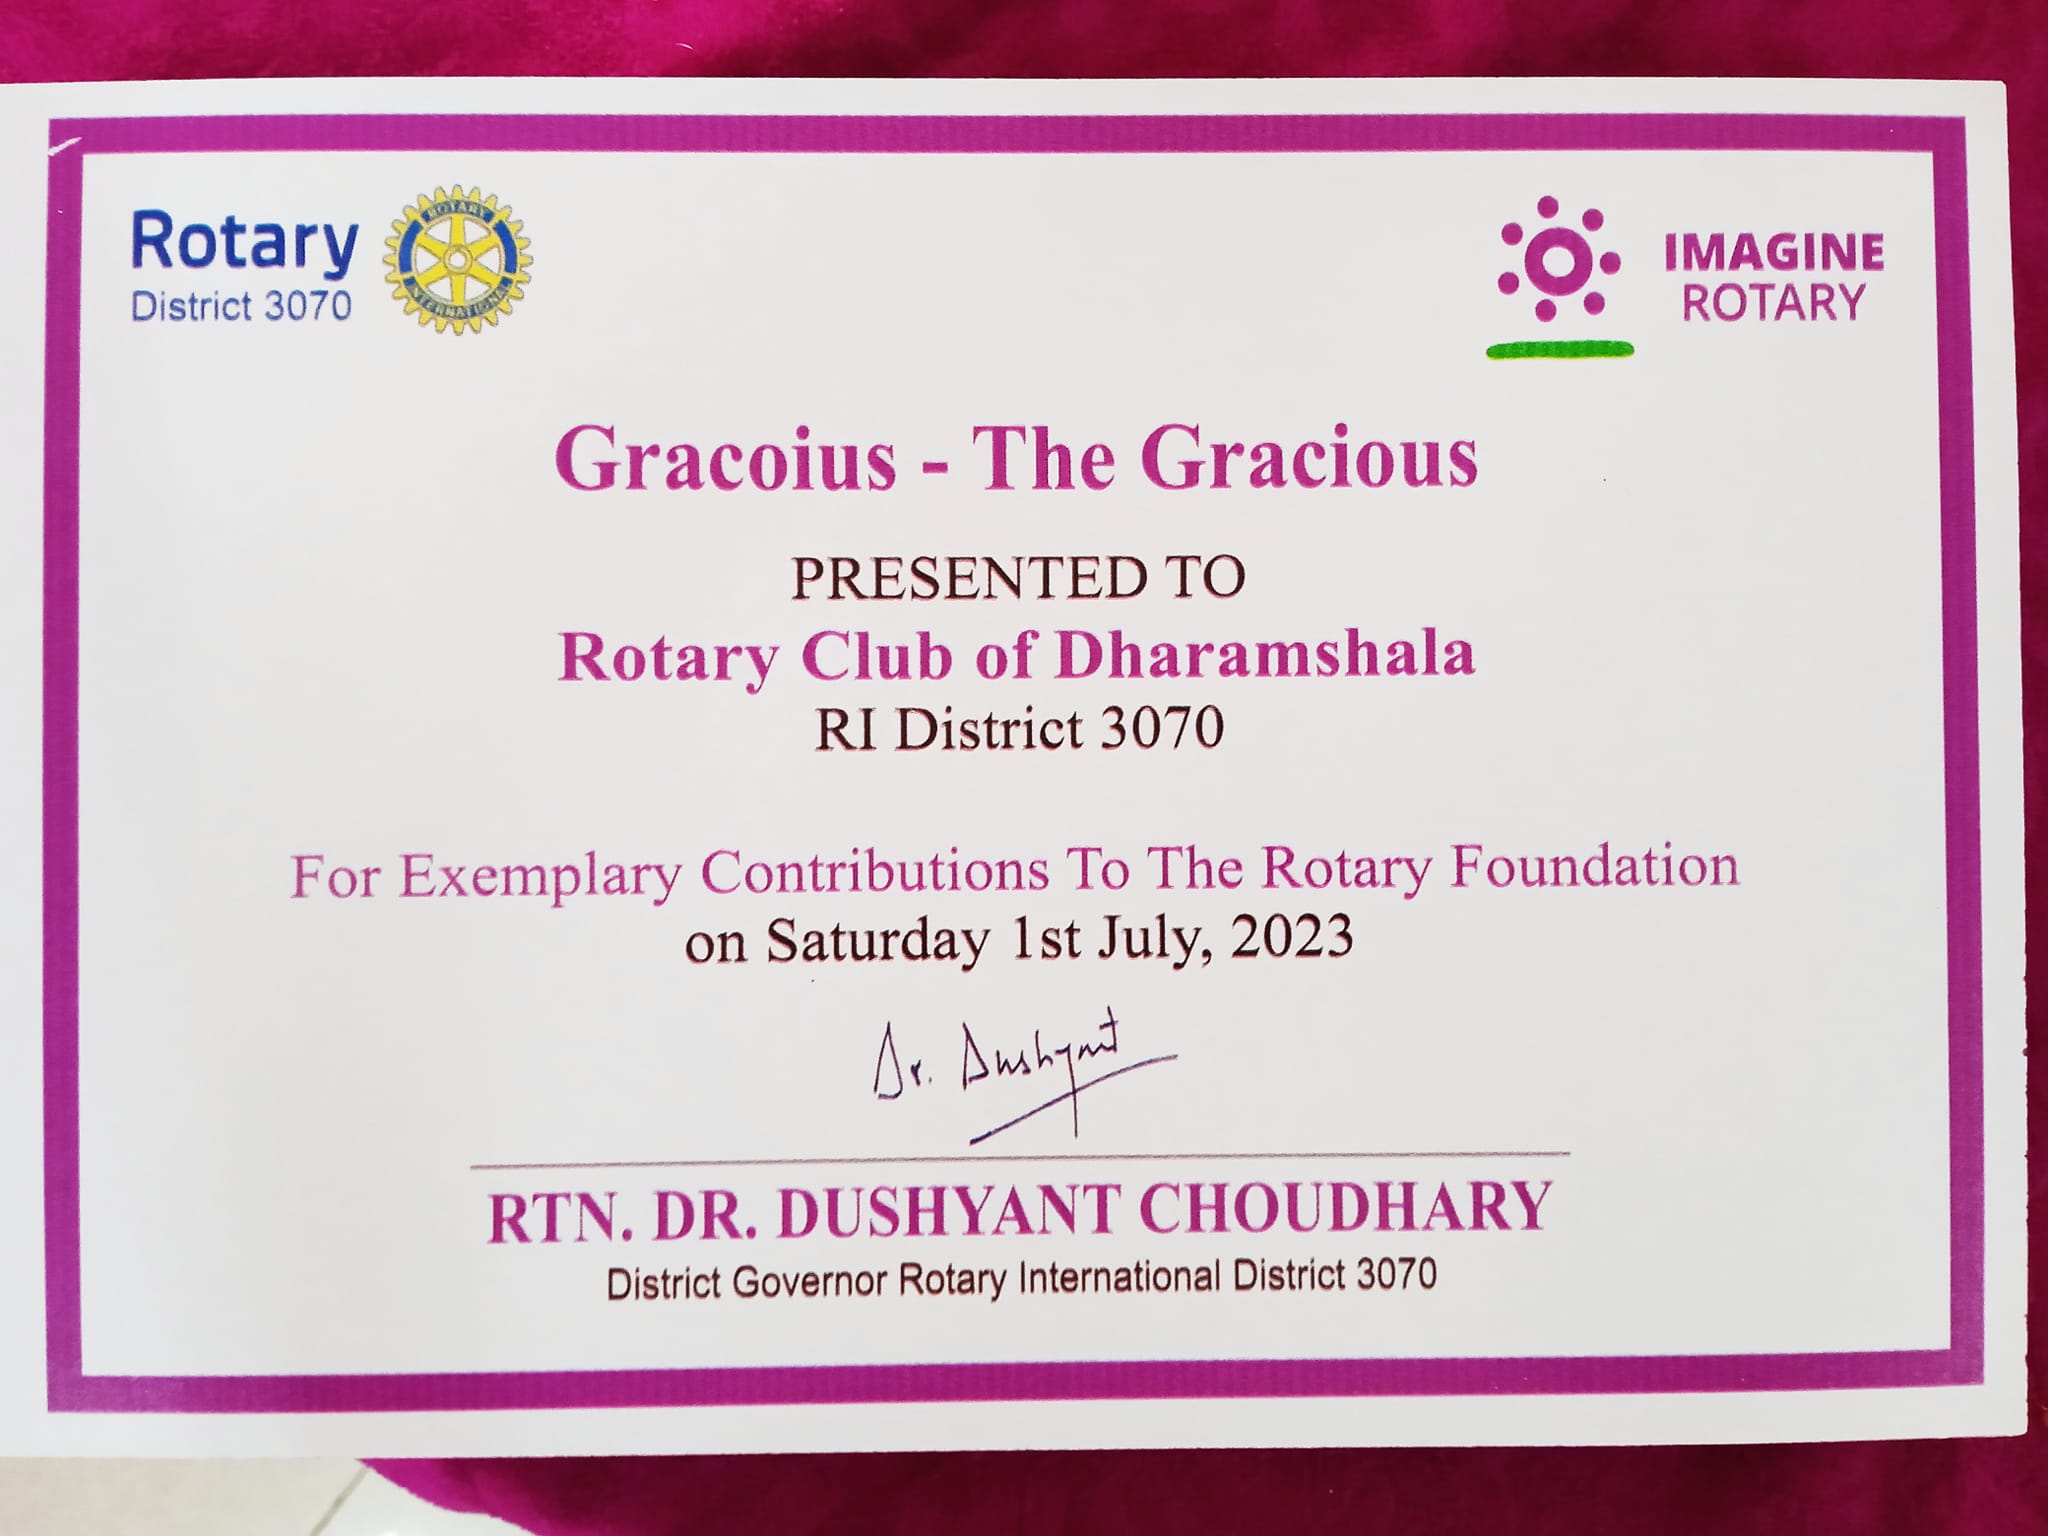 Rotary
District 3070
ROTARY
INTERNATIONAL
IMAGINE
ROTARY
Gracoius - The Gracious
PRESENTED TO
Rotary Club of Dharamshala
RI District 3070
For Exemplary Contributions To The Rotary Foundation
on Saturday 1st July, 2023
Dr. Dushyant
RTN. DR. DUSHYANT CHOUDHARY
District Governor Rotary International District 3070